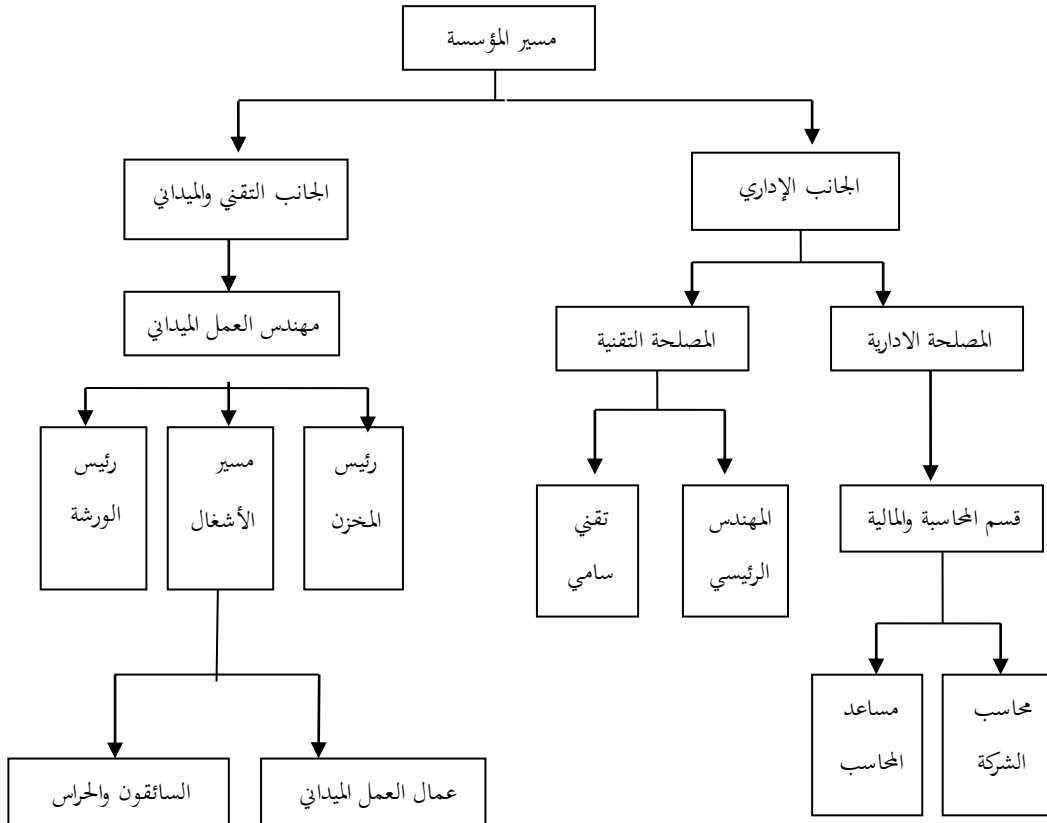 مسير المؤسسة
الجانب الإداري
الجانب التقني والميداني
مهندس العمل الميداني
المصلحة الادارية
المصلحة التقنية
رئيس
المخزن
مسير
الأشغال
رئيس
الورشة
قسم المحاسبة والمالية
المهندس
الرئيسي
تقني
سامي
محاسب
الشركة
مساعد
المحاسب
عمال العمل الميداني
السائقون والحراس